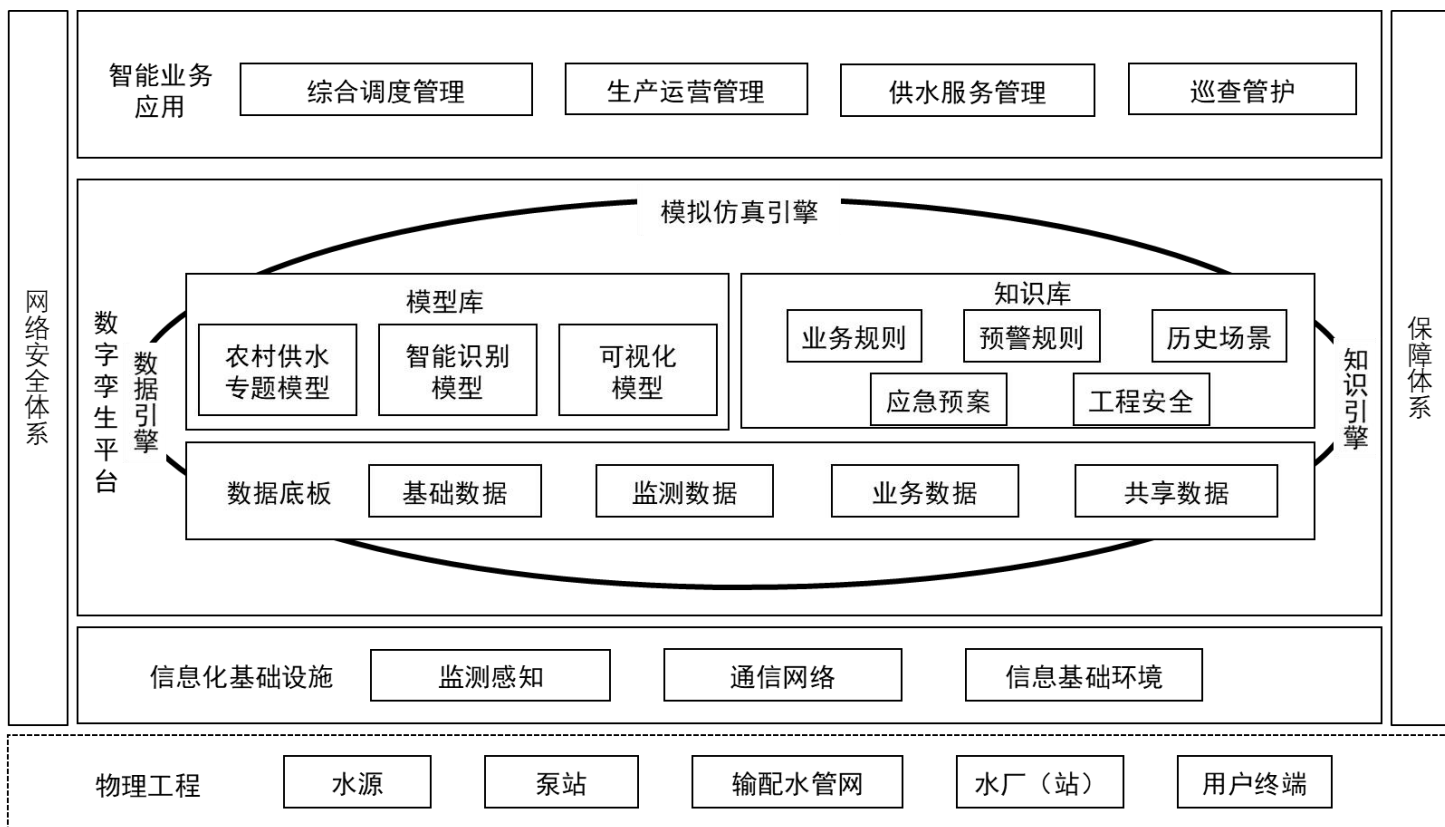 智能业务
应用
综合调度管理
生产运营管理
供水服务管理
巡查管护
网络安全体系
保障体系
数字孪生平台
模拟仿真引擎
数据引擎
知识引擎
模型库
农村供水
专题模型
智能识别
模型
可视化
模型
知识库
业务规则
预警规则
历史场景
应急预案
工程安全
数据底板
基础数据
监测数据
业务数据
共享数据
信息化基础设施
监测感知
通信网络
信息基础环境
物理工程
水源
泵站
输配水管网
水厂（站）
用户终端